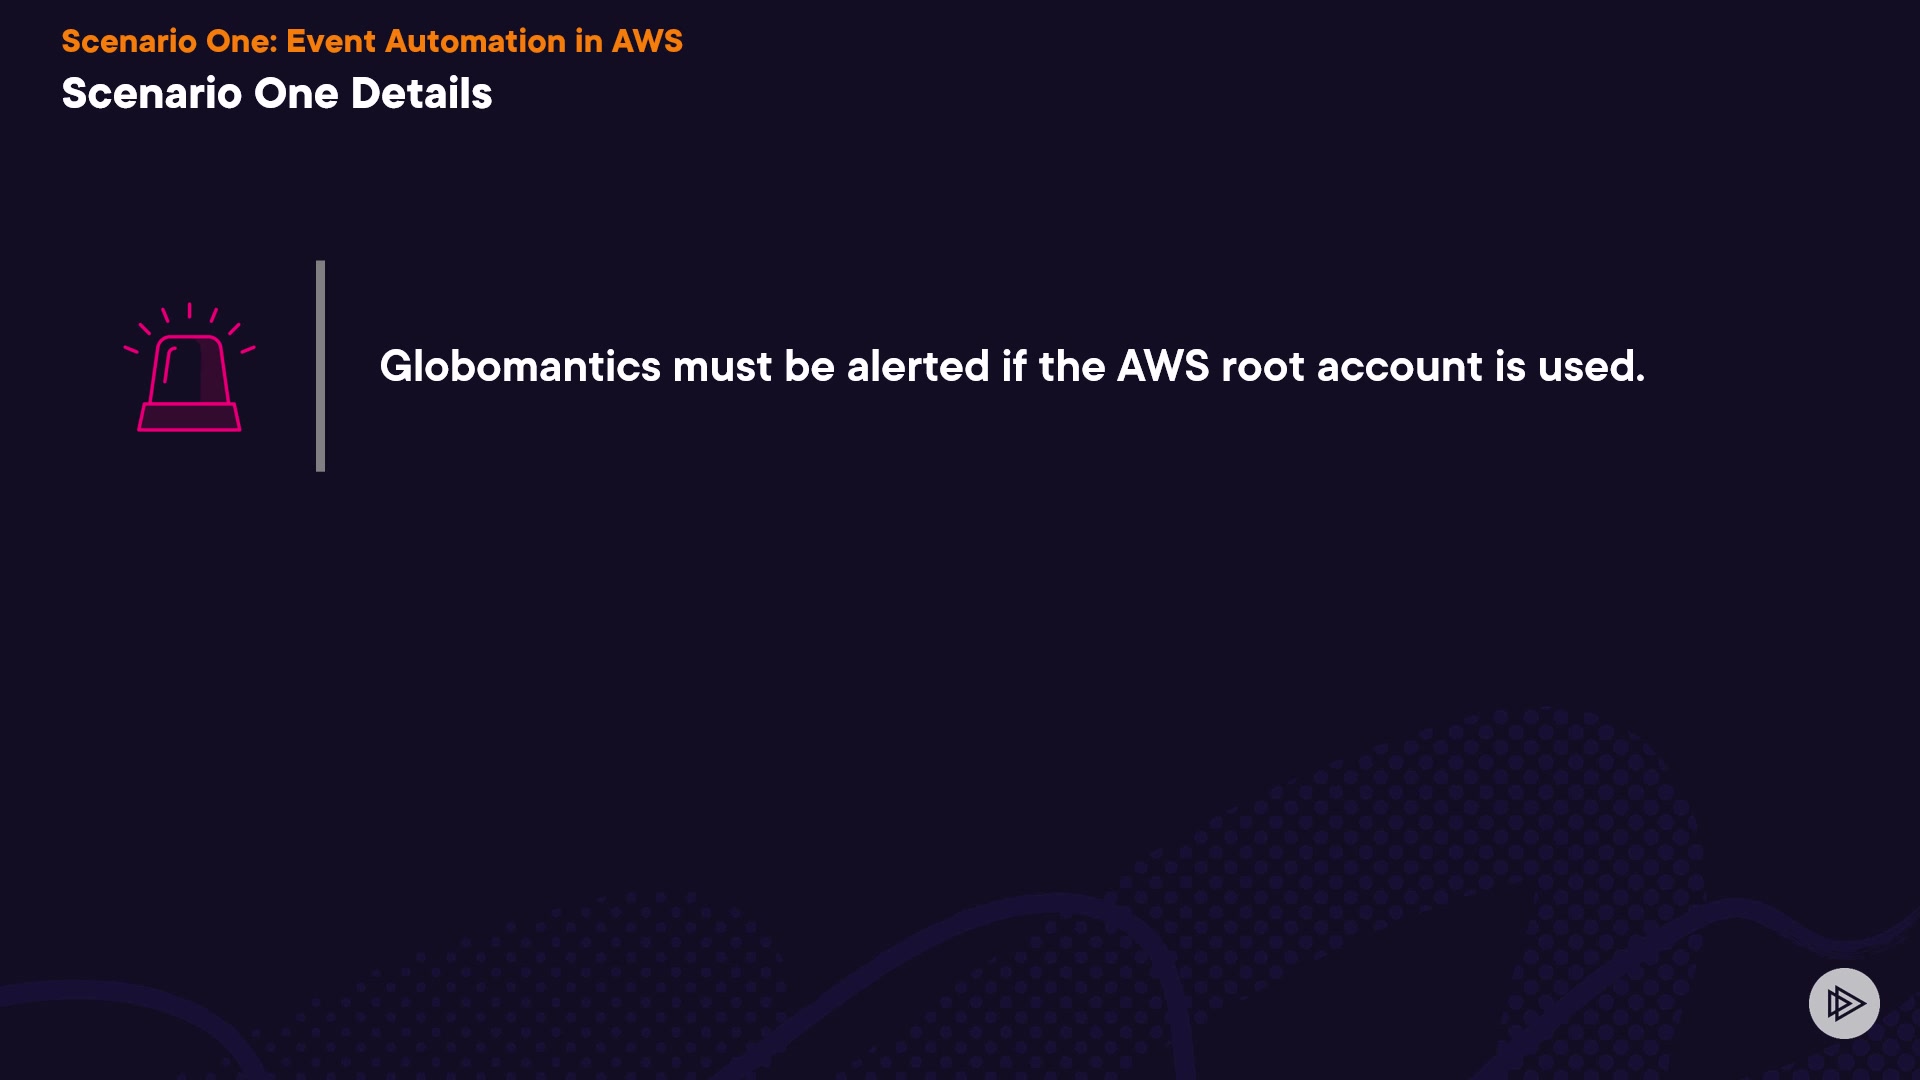 Scenario One: Event Automation in AWS
Scenario One Details
Globomantics must be alerted if the AWS root account is used.